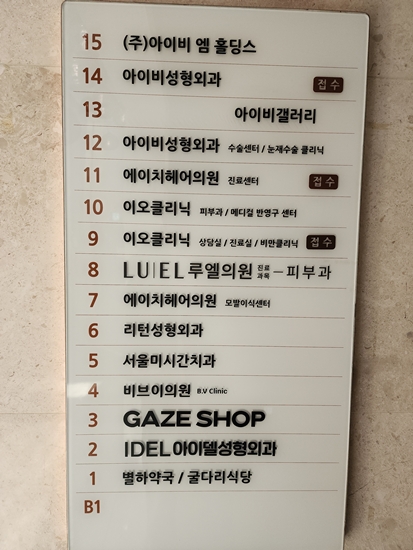 15 (주)아이비 엠 홀딩스
14 아이비성형외과 접수
13 아이비갤러리
12 아이비성형외과 수술센터 / 눈재수술 클리닉
11 에이치헤어의원 진료센터 접수
10 이오클리닉 피부과 / 메디컬 반영구 센터
9 이오클리닉 상담실 / 진료실 / 비만클리닉 접수
8 LUIEL 루엘의원 진료과목 – 피부과
7 에이치헤어의원 모발이식센터
6 리턴성형외과
5 서울미시간치과
4 비브이의원 B.V Clinic
3 GAZE SHOP
2 IDEL 아이델성형외과
1 별하약국 / 굴다리식당
B1